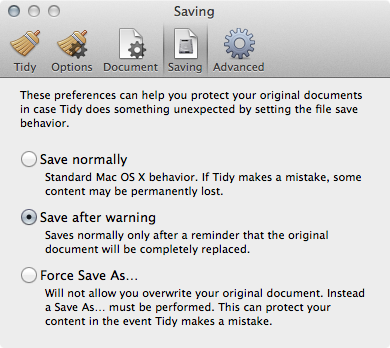 Saving
Tidy Options Document Saving Advanced
These preferences can help you protect your original documents
in case Tidy does something unexpected by setting the file save
behavior.
Save normally
Standard Mac OS X behavior. If Tidy makes a mistake, some
content may be permanently lost.
Save after warning
Saves normally only after a reminder that the original
document will be completely replaced.
Force Save As...
Will not allow you overwrite your original document. Instead
a Save As... must be performed. This can protect your
content in the event Tidy makes a mistake.